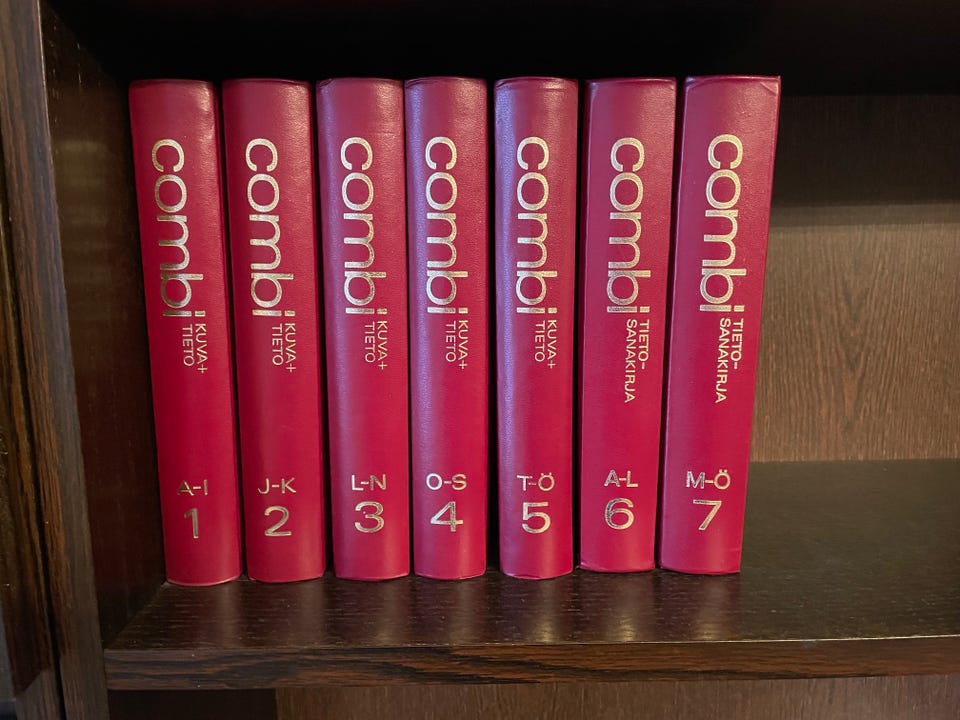 combi
KUVA+
TIETO
A-I
1
combi
KUVA+
TIETO
J-K
2
combi
KUVA+
TIETO
L-N
3
combi
KUVA+
TIETO
O-S
4
combi
KUVA+
TIETO
T-Ö
5
combi
TIETO-
SANAKIRJA
A-L
6
combi
TIETO-
SANAKIRJA
M-Ö
7